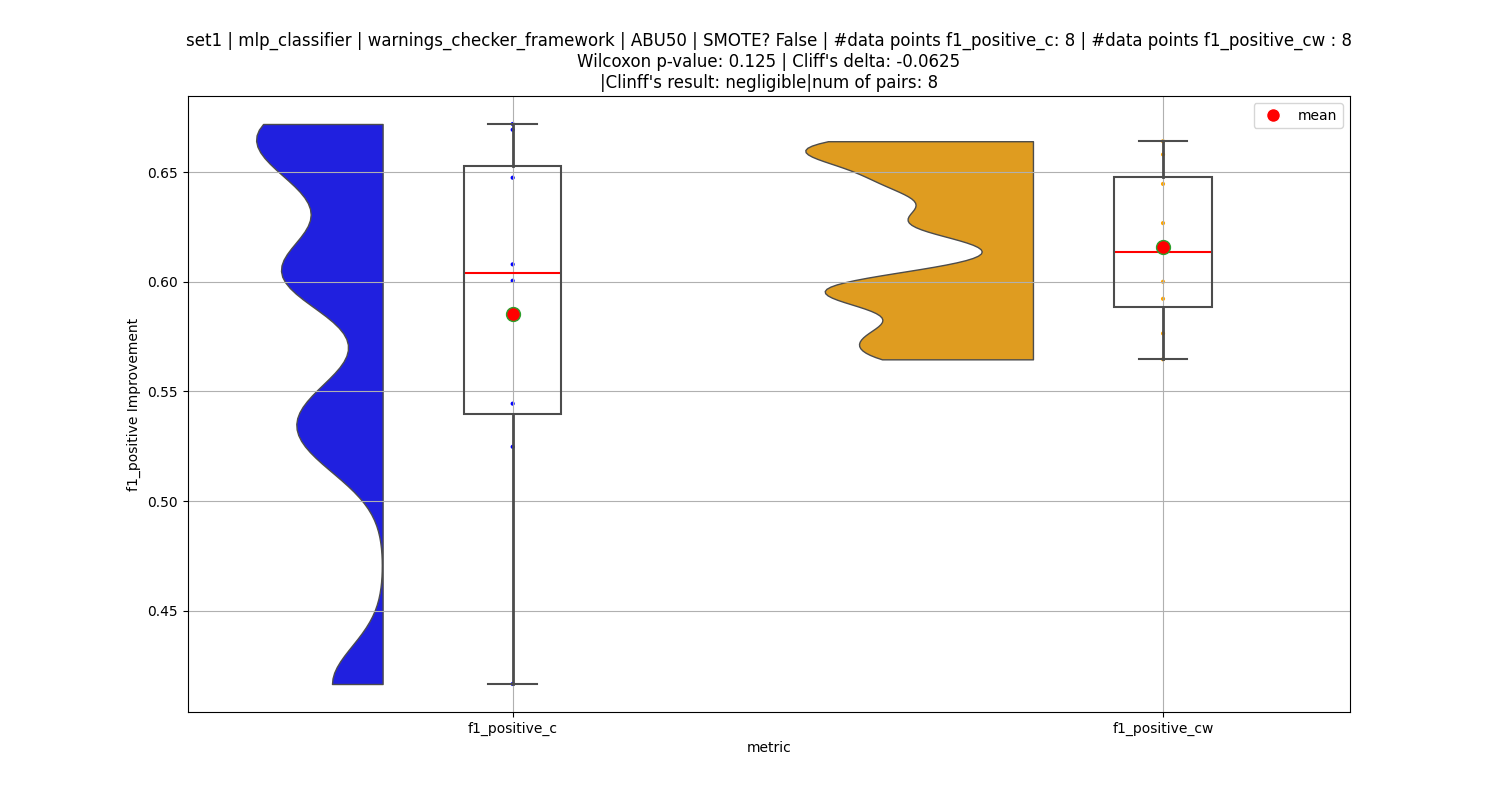 set1 | mlp_classifier | warnings_checker_framework | ABU50 | SMOTE? False | #data points f1_positive_c: 8 | #data points f1_positive_cw : 8
Wilcoxon p-value: 0.125 | Cliff's delta: -0.0625
|Clinff's result: negligible|num of pairs: 8
mean
0.65
0.60
0.55
0.50
0.45
f1_positive Improvement
f1_positive_c
f1_positive_cw
metric